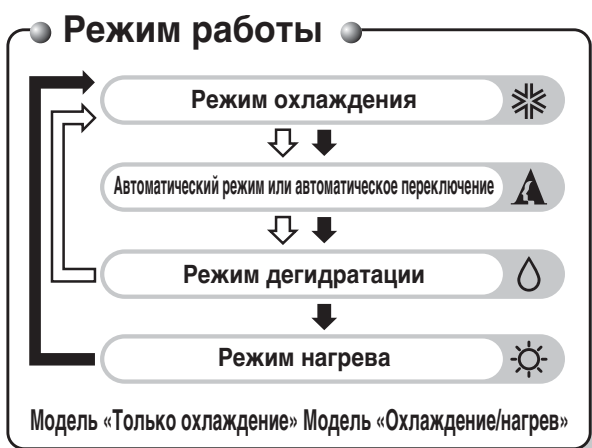 Режим работы
Режим охлаждения
Автоматический режим или автоматическое переключение
Режим дегидратации
Режим нагрева
Модель «Только охлаждение» Модель «Охлаждение/нагрев»